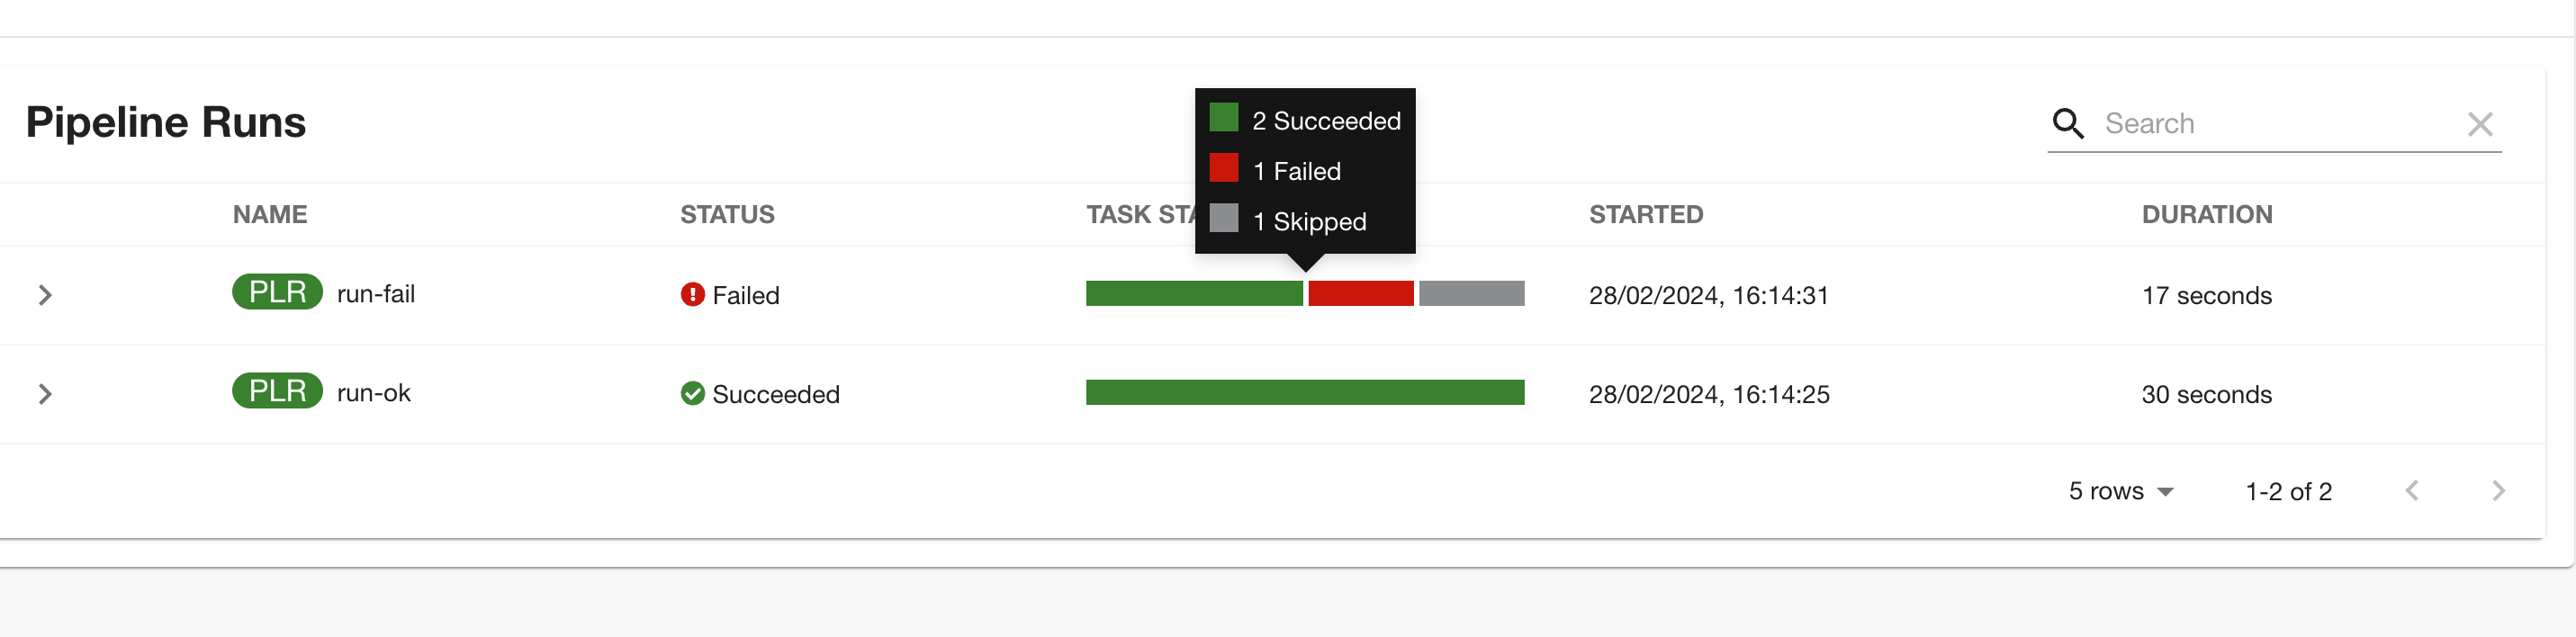 Pipeline Runs
Search
2 Succeeded
1 Failed
1 Skipped
NAME STATUS TASK STA STARTED DURATION
PLR run-fail Failed 28/02/2024, 16:14:31 17 seconds
PLR run-ok Succeeded 28/02/2024, 16:14:25 30 seconds
5 rows 1-2 of 2